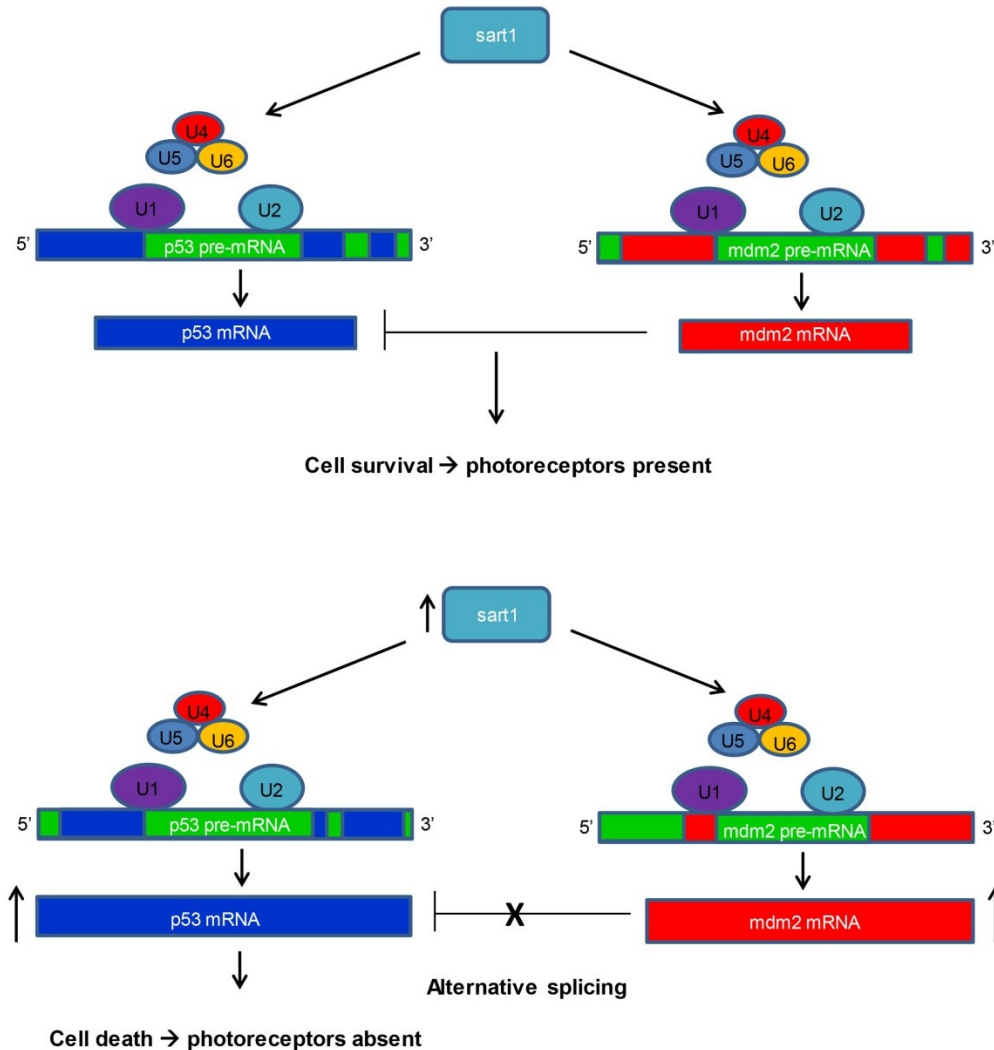 sart1
U4
U5
U6
U4
U5
U6
U1
U2
U1
U2
5’
p53 pre-mRNA
3’
5’
mdm2 pre-mRNA
3’
p53 mRNA
mdm2 mRNA
Cell survival → photoreceptors present
sart1
U4
U5
U6
U4
U5
U6
U1
U2
U1
U2
5’
p53 pre-mRNA
3’
5’
mdm2 pre-mRNA
3’
p53 mRNA
X
mdm2 mRNA
Alternative splicing
Cell death → photoreceptors absent